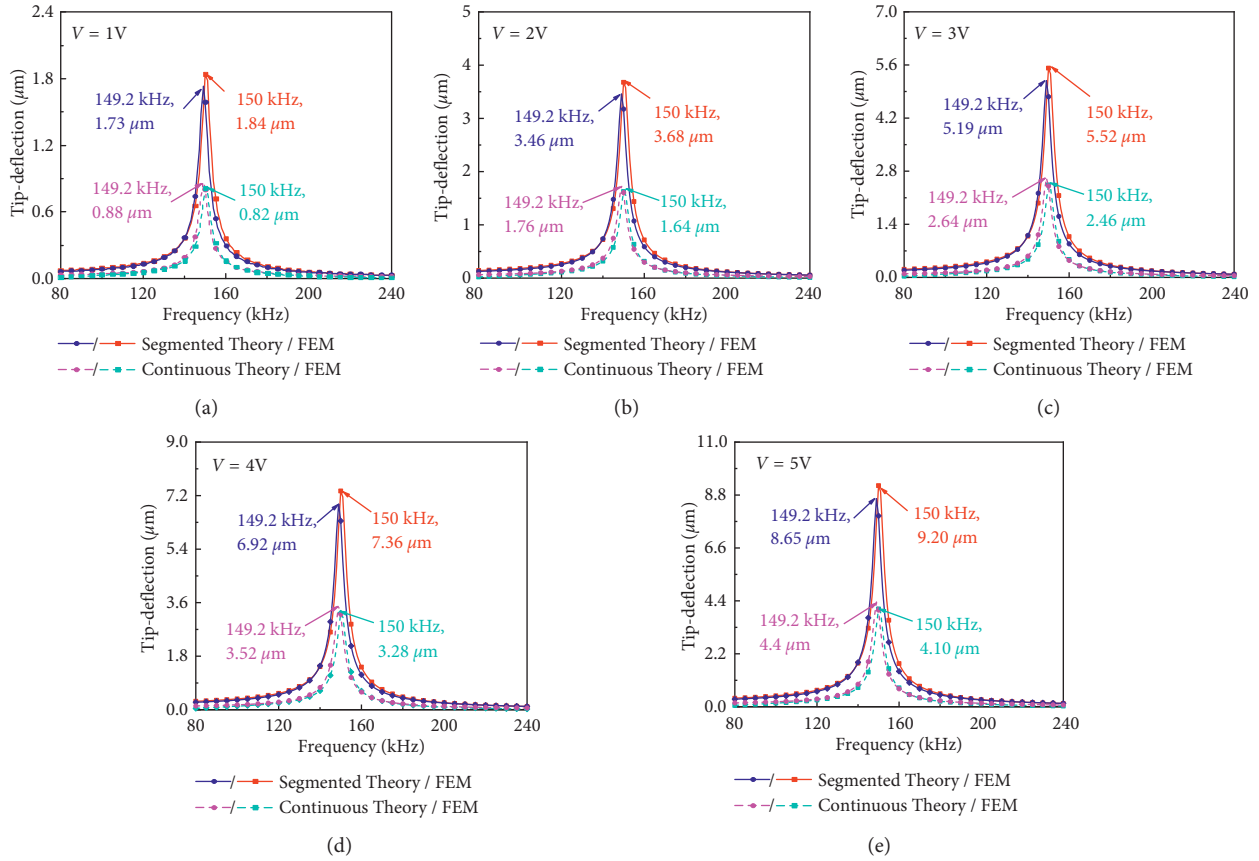 2.4
1.8
1.2
0.6
0.0
Tip-deflection (μm)
V = 1V
149.2 kHz,
1.73 μm
150 kHz,
1.84 μm
149.2 kHz,
0.88 μm
150 kHz,
0.82 μm
80 120 160 200 240
Frequency (kHz)
/ Segmented Theory / FEM
/ Continuous Theory / FEM
(a)
5
4
3
2
1
0
Tip-deflection (μm)
V = 2V
149.2 kHz,
3.46 μm
150 kHz,
3.68 μm
149.2 kHz,
1.76 μm
150 kHz,
1.64 μm
80 120 160 200 240
Frequency (kHz)
/ Segmented Theory / FEM
/ Continuous Theory / FEM
(b)
7.0
5.6
4.2
2.8
1.4
0.0
Tip-deflection (μm)
V = 3V
149.2 kHz,
5.19 μm
150 kHz,
5.52 μm
149.2 kHz,
2.64 μm
150 kHz,
2.46 μm
80 120 160 200 240
Frequency (kHz)
/ Segmented Theory / FEM
/ Continuous Theory / FEM
(c)
9.0
7.2
5.4
3.6
1.8
0.0
Tip-deflection (μm)
V = 4V
149.2 kHz,
6.92 μm
150 kHz,
7.36 μm
149.2 kHz,
3.52 μm
150 kHz,
3.28 μm
80 120 160 200 240
Frequency (kHz)
/ Segmented Theory / FEM
/ Continuous Theory / FEM
(d)
11.0
8.8
6.6
4.4
2.2
0.0
Tip-deflection (μm)
V = 5V
149.2 kHz,
8.65 μm
150 kHz,
9.20 μm
149.2 kHz,
4.4 μm
150 kHz,
4.10 μm
80 120 160 200 240
Frequency (kHz)
/ Segmented Theory / FEM
/ Continuous Theory / FEM
(e)